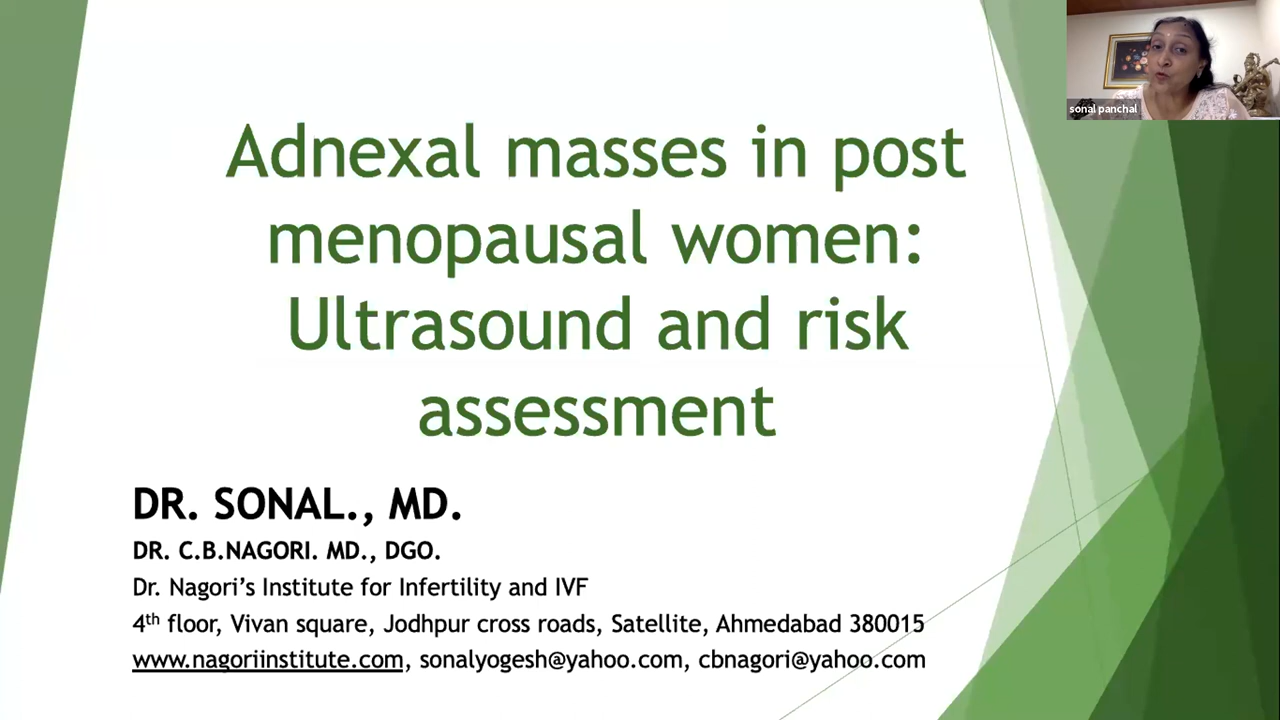 sonal panchal
Adnexal masses in post
menopausal women:
Ultrasound and risk
assessment
DR. SONAL., MD.
DR. C.B.NAGORI. MD., DGO.
Dr. Nagori’s Institute for Infertility and IVF
4th floor, Vivan square, Jodhpur cross roads, Satellite, Ahmedabad 380015
www.nagoriinstitute.com, sonalyogesh@yahoo.com, cbnagori@yahoo.com